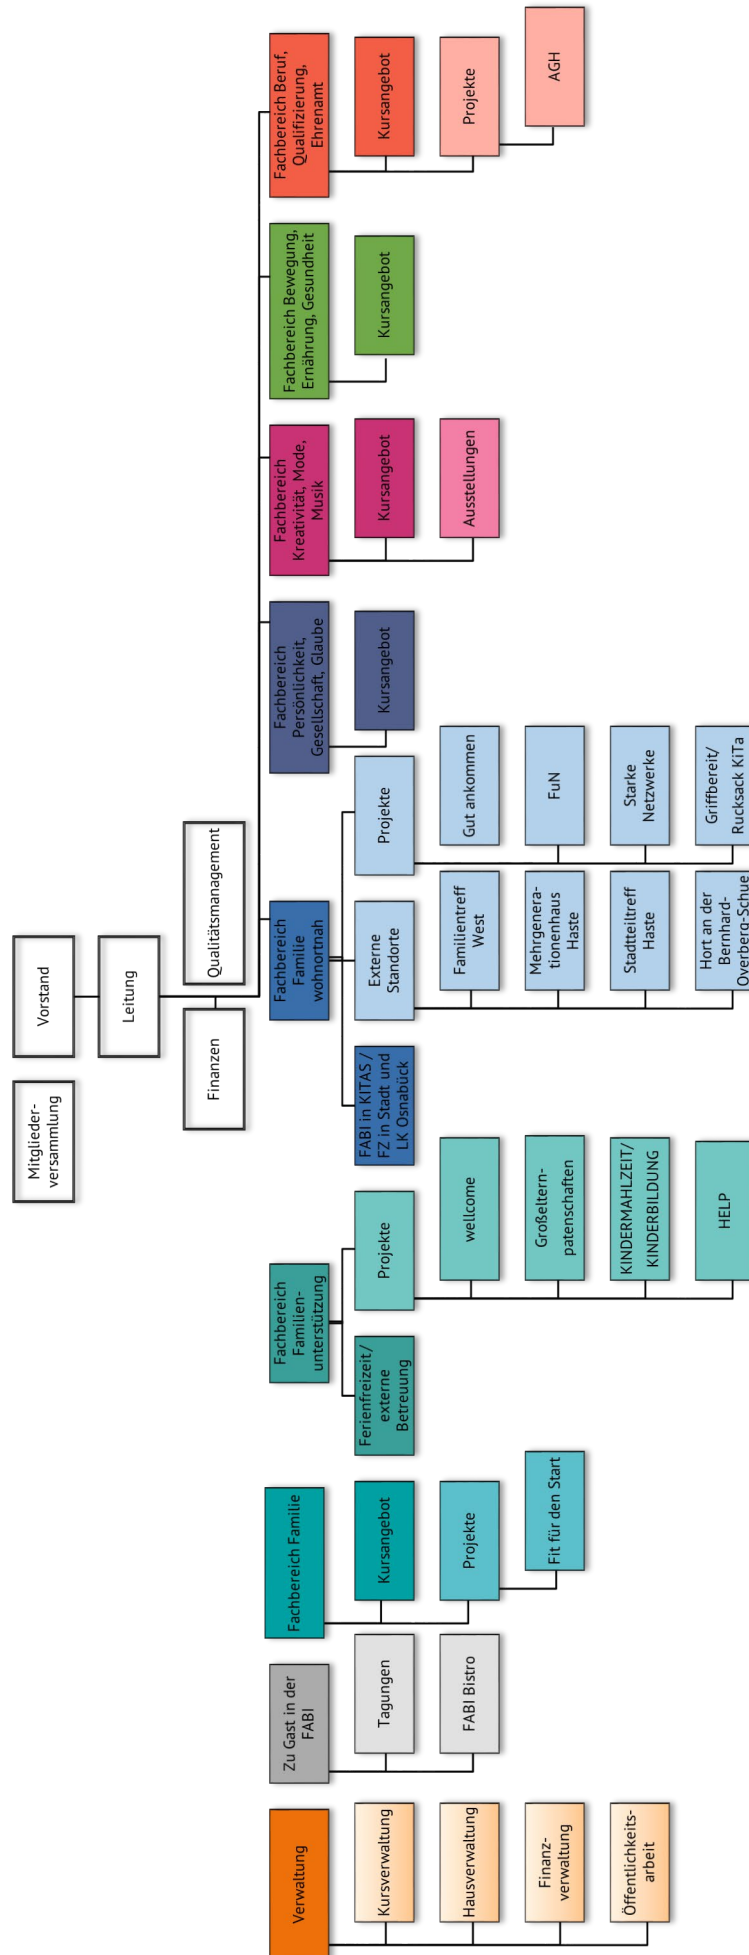 Mitglieder-
versammlung
Vorstand
Leitung
Finanzen
Qualitätsmanagement
Verwaltung
Kursverwaltung
Hausverwaltung
Finanz-
verwaltung
Öffentlichkeits-
arbeit
Zu Gast in der
FABI
Tagungen
FABI Bistro
Fachbereich Familie
Kursangebot
Projekte
Fit für den Start
Fachbereich
Familien-
unterstützung
Ferienfreizeit/
externe
Betreuung
Projekte
wellcome
Großeltern-
patenschaften
KINDERMAHLZEIT/
KINDERBILDUNG
HELP
Fachbereich
Familie
wohnortnah
FABI in KITAS /
FZ in Stadt und
LK Osnabück
Externe
Standorte
Familientreff
West
Mehrgenera-
tionenhaus
Haste
Stadtteiltreff
Haste
Hort an der
Bernhard-
Overberg-Schue
Projekte
Gut ankommen
FuN
Starke
Netzwerke
Griffbereit/
Rucksack KiTa
Fachbereich
Persönlichkeit,
Gesellschaft, Glaube
Kursangebot
Fachbereich
Kreativität, Mode,
Musik
Kursangebot
Ausstellungen
Fachbereich Bewegung,
Ernährung, Gesundheit
Kursangebot
Fachbereich Beruf,
Qualifizierung,
Ehrenamt
Kursangebot
Projekte
AGH